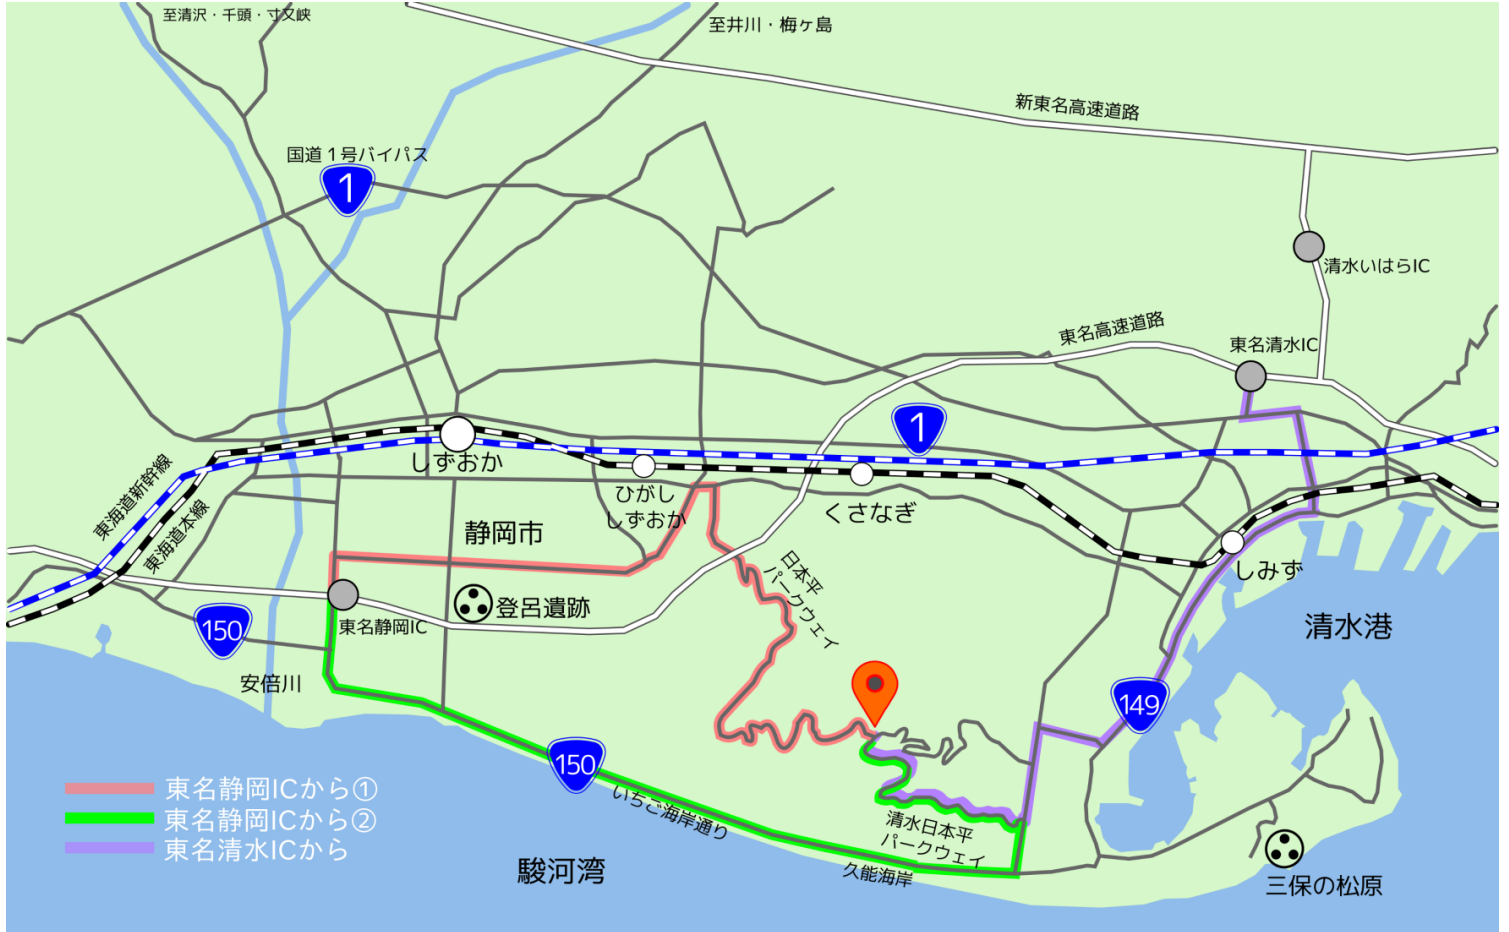 至清沢・千頭・寸又峡
至井川・梅ヶ島
新東名高速道路
国道1号バイパス
1
清水いはらIC
東名高速道路
東名清水IC
1
しずおか
東海道新幹線
東海道本線
ひがし
しずおか
くさなぎ
静岡市
しみず
日本平
パークウェイ
登呂遺跡
150
東名静岡IC
清水港
安倍川
149
150
東名静岡ICから①
東名静岡ICから②
東名清水ICから
いちご海岸通り
清水日本平
パークウェイ
久能海岸
駿河湾
三保の松原